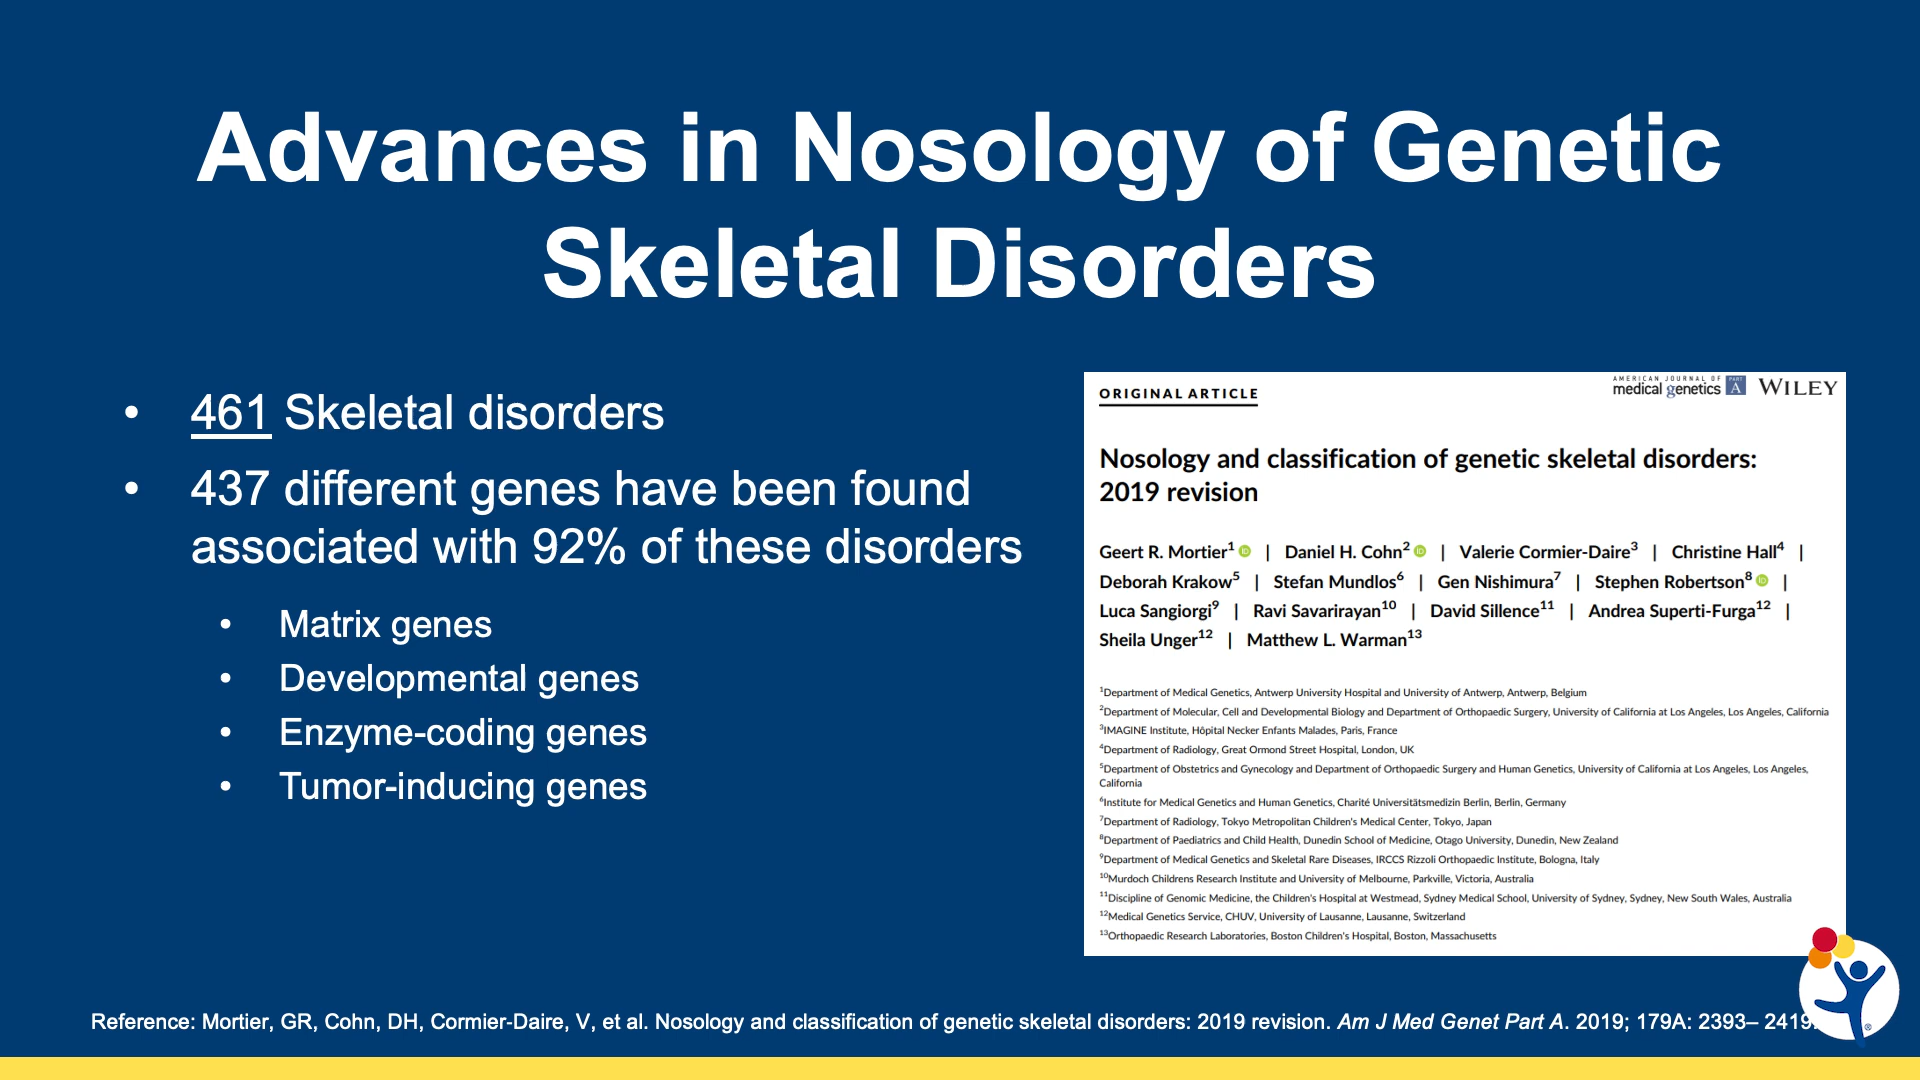 Advances in Nosology of Genetic
Skeletal Disorders
• 461 Skeletal disorders
• 437 different genes have been found
associated with 92% of these disorders
• Matrix genes
• Developmental genes
• Enzyme-coding genes
• Tumor-inducing genes
ORIGINAL ARTICLE
AMERICAN JOURNAL OF
medical genetics PART A WILEY
Nosology and classification of genetic skeletal disorders:
2019 revision
Geert R. Mortier¹ iD | Daniel H. Cohn² iD | Valerie Cormier-Daire³ | Christine Hall⁴ |
Deborah Krakow⁵ | Stefan Mundlos⁶ | Gen Nishimura⁷ | Stephen Robertson⁸ iD |
Luca Sangiorgi⁹ | Ravi Savarirayan¹⁰ | David Sillence¹¹ | Andrea Superti-Furga¹² |
Sheila Unger¹² | Matthew L. Warman¹³
¹Department of Medical Genetics, Antwerp University Hospital and University of Antwerp, Antwerp, Belgium
²Department of Molecular, Cell and Developmental Biology and Department of Orthopaedic Surgery, University of California at Los Angeles, Los Angeles, California
³IMAGINE Institute, Hôpital Necker Enfants Malades, Paris, France
⁴Department of Radiology, Great Ormond Street Hospital, London, UK
⁵Department of Obstetrics and Gynecology and Department of Orthopaedic Surgery and Human Genetics, University of California at Los Angeles, Los Angeles,
California
⁶Institute for Medical Genetics and Human Genetics, Charité Universitätsmedizin Berlin, Berlin, Germany
⁷Department of Radiology, Tokyo Metropolitan Children's Medical Center, Tokyo, Japan
⁸Department of Paediatrics and Child Health, Dunedin School of Medicine, Otago University, Dunedin, New Zealand
⁹Department of Medical Genetics and Skeletal Rare Diseases, IRCCS Rizzoli Orthopaedic Institute, Bologna, Italy
¹⁰Murdoch Childrens Research Institute and University of Melbourne, Parkville, Victoria, Australia
¹¹Discipline of Genomic Medicine, the Children's Hospital at Westmead, Sydney Medical School, University of Sydney, Sydney, New South Wales, Australia
¹²Medical Genetics Service, CHUV, University of Lausanne, Lausanne, Switzerland
¹³Orthopaedic Research Laboratories, Boston Children's Hospital, Boston, Massachusetts
Reference: Mortier, GR, Cohn, DH, Cormier-Daire, V, et al. Nosology and classification of genetic skeletal disorders: 2019 revision. Am J Med Genet Part A. 2019; 179A: 2393– 2419.
®